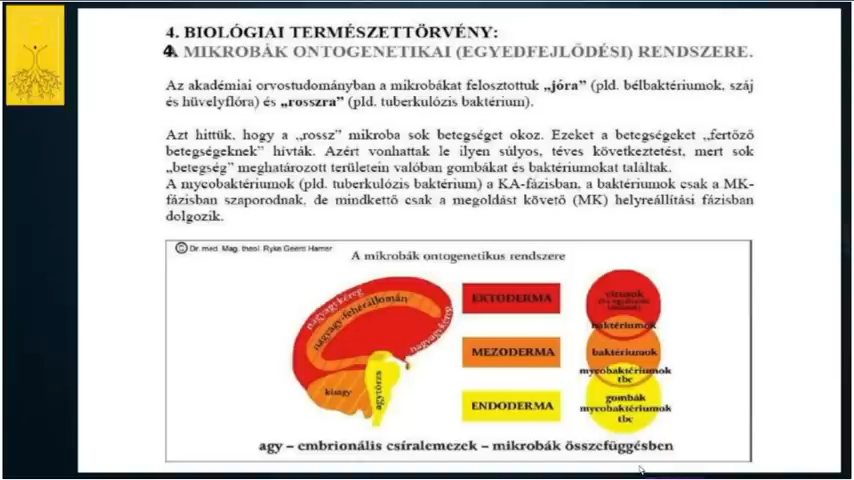 4. BIOLÓGIAI TERMÉSZETTÖRVÉNY:
A MIKROBÁK ONTOGENETIKAI (EGYEDFEJLŐDÉSI) RENDSZERE.
Az akadémiai orvostudományban a mikrobákat felosztottuk „jóra” (pld. bélbaktériumok, száj
és hüvelyflóra) és „rosszra” (pld. tuberkulózis baktérium).
Azt hittük, hogy a „rossz” mikroba sok betegséget okoz. Ezeket a betegségeket „fertőző
betegségeknek” hívták. Azért vonhattak le ilyen súlyos, téves következtetést, mert sok
„betegség” meghatározott területein valóban gombákat és baktériumokat találtak.
A mycobaktériumok (pld. tuberkulózis baktérium) a KA-fázisban, a baktériumok csak a MK-
fázisban szaporodnak, de mindkettő csak a megoldást követő (MK) helyreállítási fázisban
dolgozik.
© Dr. med. Mag. theol. Ryke Geerd Hamer
A mikrobák ontogenetikus rendszere
nagyagykéreg
nagyagy-fehérállomán
nagyagykéreg
kisagy
agytörzs
EKTODERMA
MEZODERMA
ENDODERMA
vírusok
baktériumok
baktériumok
mycobaktériumok
tbc
gombák
mycobaktériumok
tbc
agy – embrionális csíralemezek – mikrobák összefüggésben